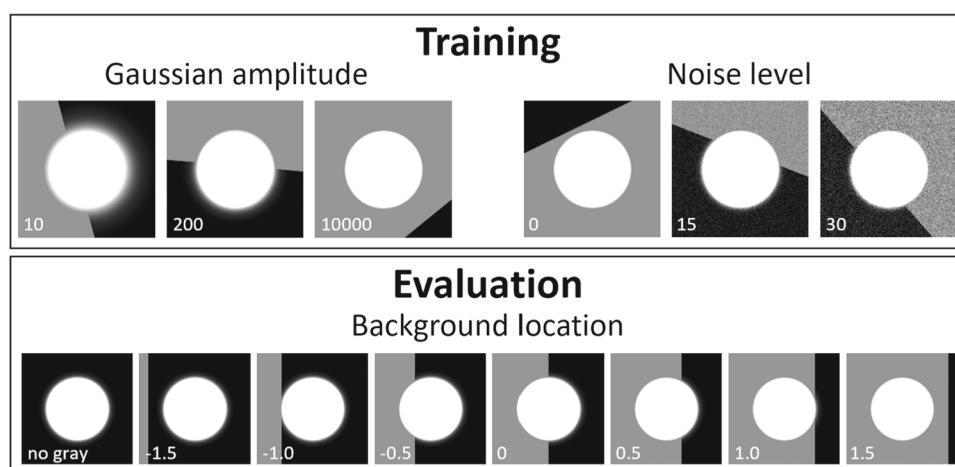 Training
Gaussian amplitude
Noise level
10
200
10000
0
15
30
Evaluation
Background location
no gray
-1.5
-1.0
-0.5
0
0.5
1.0
1.5